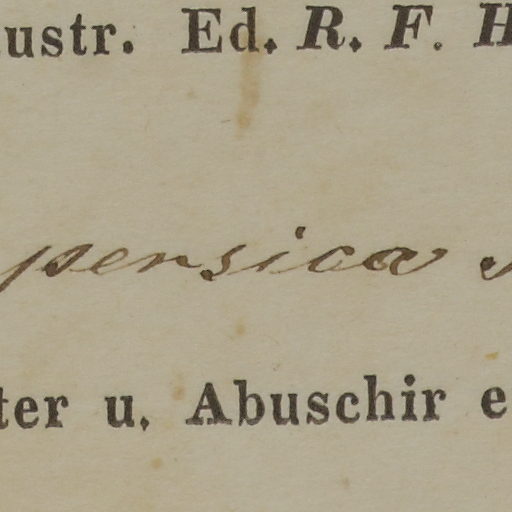 ustr. Ed. R. F. H
persica
ter u. Abuschir e